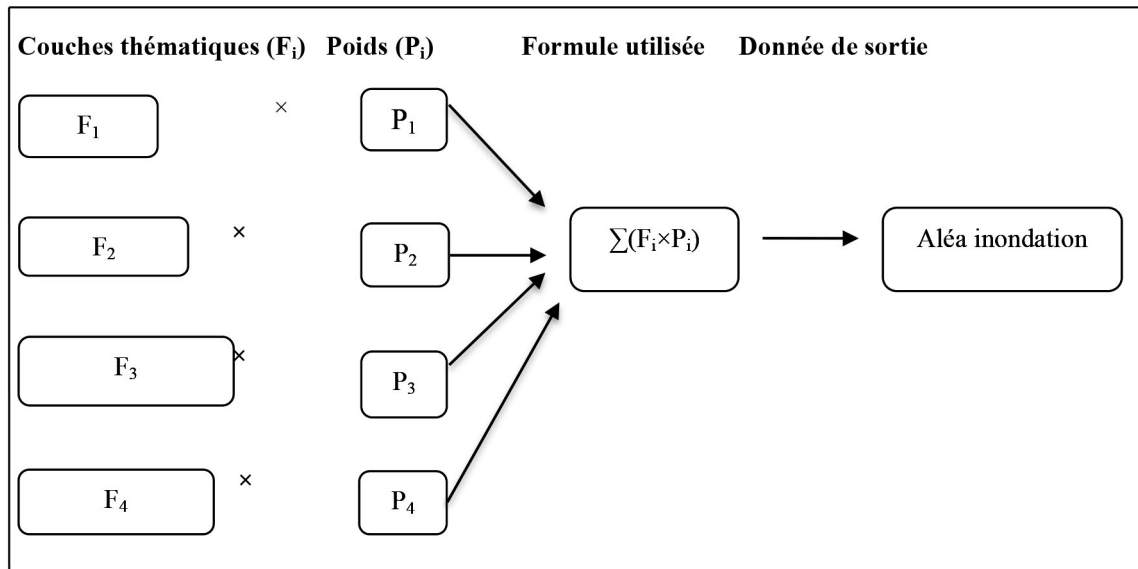 Couches thématiques (Fi) Poids (Pi) Formule utilisée Donnée de sortie
F1 × P1
F2 × P2
∑(Fi×Pi) Aléa inondation
F3 × P3
F4 × P4